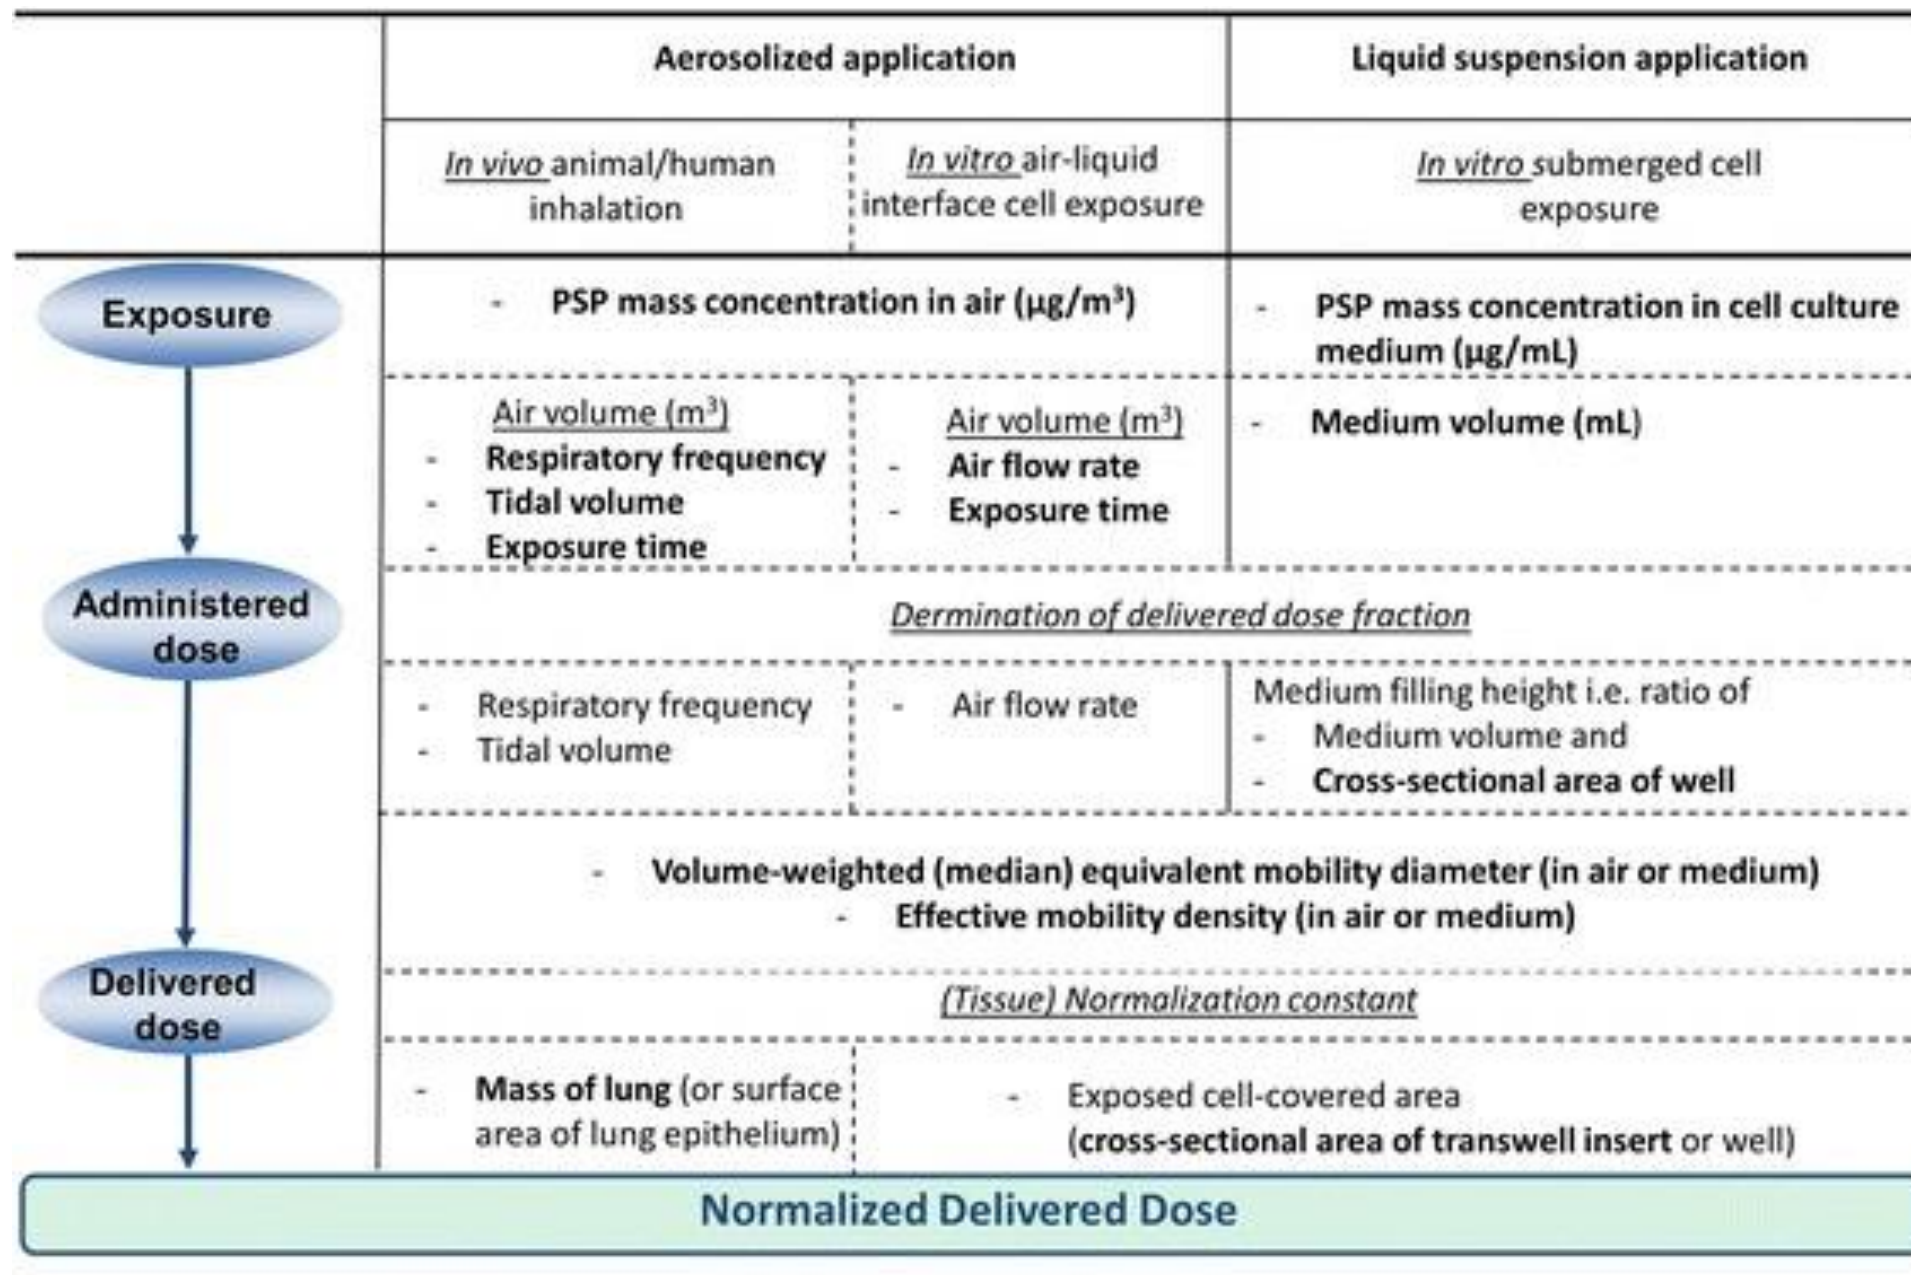 Aerosolized application
Liquid suspension application
In vivo animal/human
inhalation
In vitro air-liquid
interface cell exposure
In vitro submerged cell
exposure
Exposure
- PSP mass concentration in air (µg/m³)
- PSP mass concentration in cell culture
medium (µg/mL)
Air volume (m³)
- Respiratory frequency
- Tidal volume
- Exposure time
Air volume (m³)
- Air flow rate
- Exposure time
- Medium volume (mL)
Administered
dose
Dermination of delivered dose fraction
- Respiratory frequency
- Tidal volume
- Air flow rate
Medium filling height i.e. ratio of
- Medium volume and
- Cross-sectional area of well
- Volume-weighted (median) equivalent mobility diameter (in air or medium)
- Effective mobility density (in air or medium)
Delivered
dose
(Tissue) Normalization constant
- Mass of lung (or surface
area of lung epithelium)
- Exposed cell-covered area
(cross-sectional area of transwell insert or well)
Normalized Delivered Dose